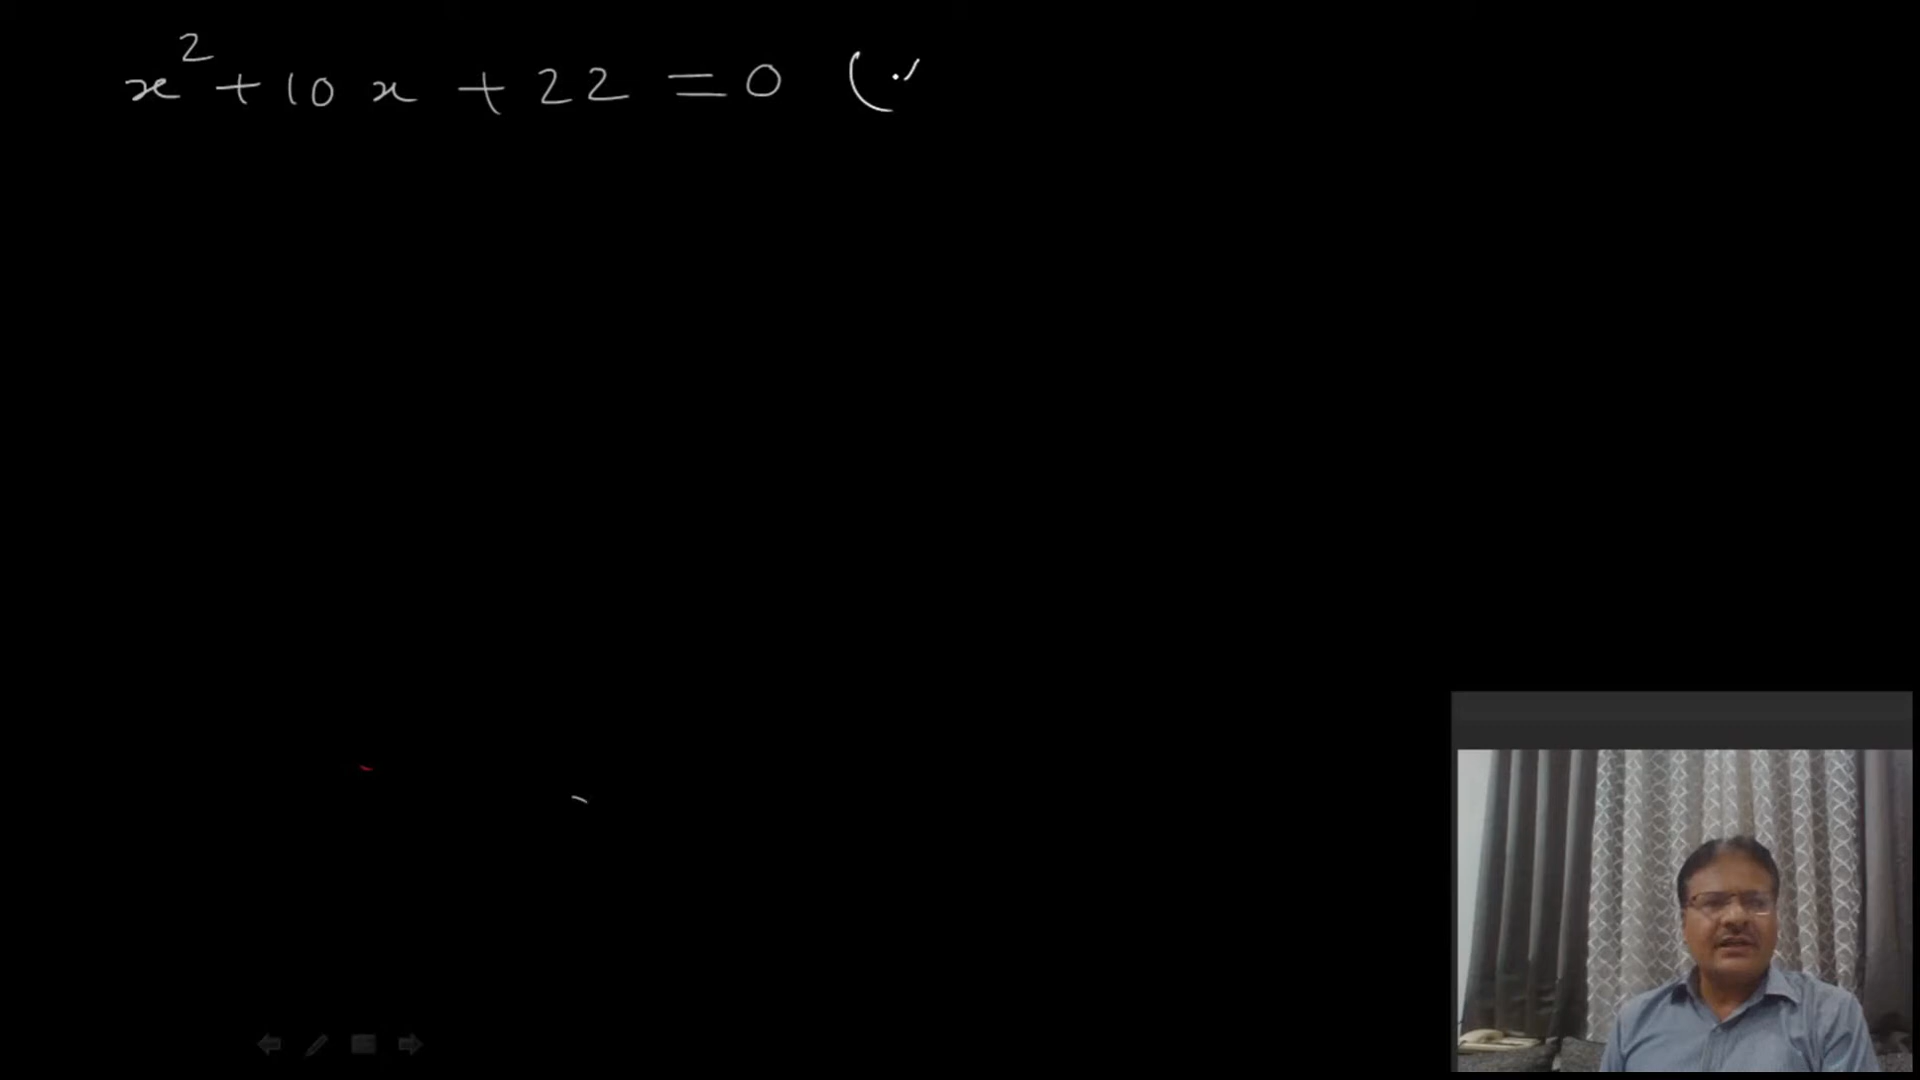 x² + 10x + 22 = 0 (